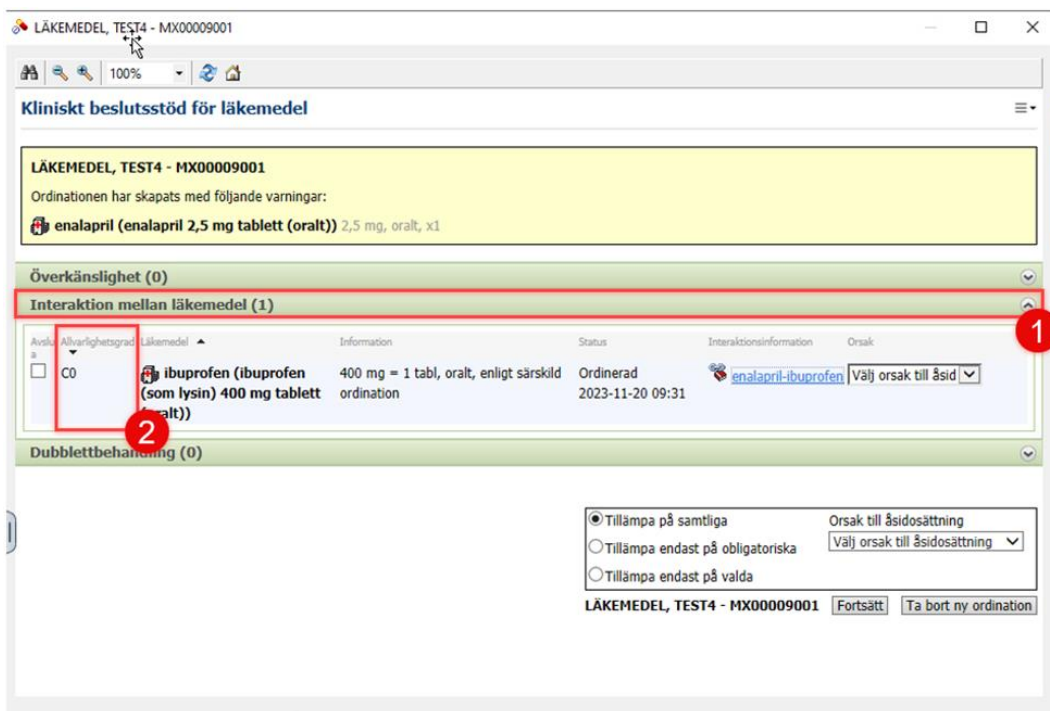 LÄKEMEDEL, TEST4 - MX00009001
100%
Kliniskt beslutsstöd för läkemedel
LÄKEMEDEL, TEST4 - MX00009001
Ordinationen har skapats med följande varningar:
enalapril (enalapril 2,5 mg tablett (oralt)) 2,5 mg, oralt, x1
Överkänslighet (0)
Interaktion mellan läkemedel (1)
1
Allvarlighetsgrad Läkemedel Information Status Interaktionsinformation Orsak
C0 ibuprofen (ibuprofen 400 mg = 1 tabl, oralt, enligt särskild Ordinerad enalapril-ibuprofen Välj orsak till åsid
(som lysin) 400 mg tablett ordination 2023-11-20 09:31
2
Dubblettbehandling (0)
Tillämpa på samtliga Orsak till åsidosättning
Tillämpa endast på obligatoriska Välj orsak till åsidosättning
Tillämpa endast på valda
LÄKEMEDEL, TEST4 - MX00009001 Fortsätt Ta bort ny ordination